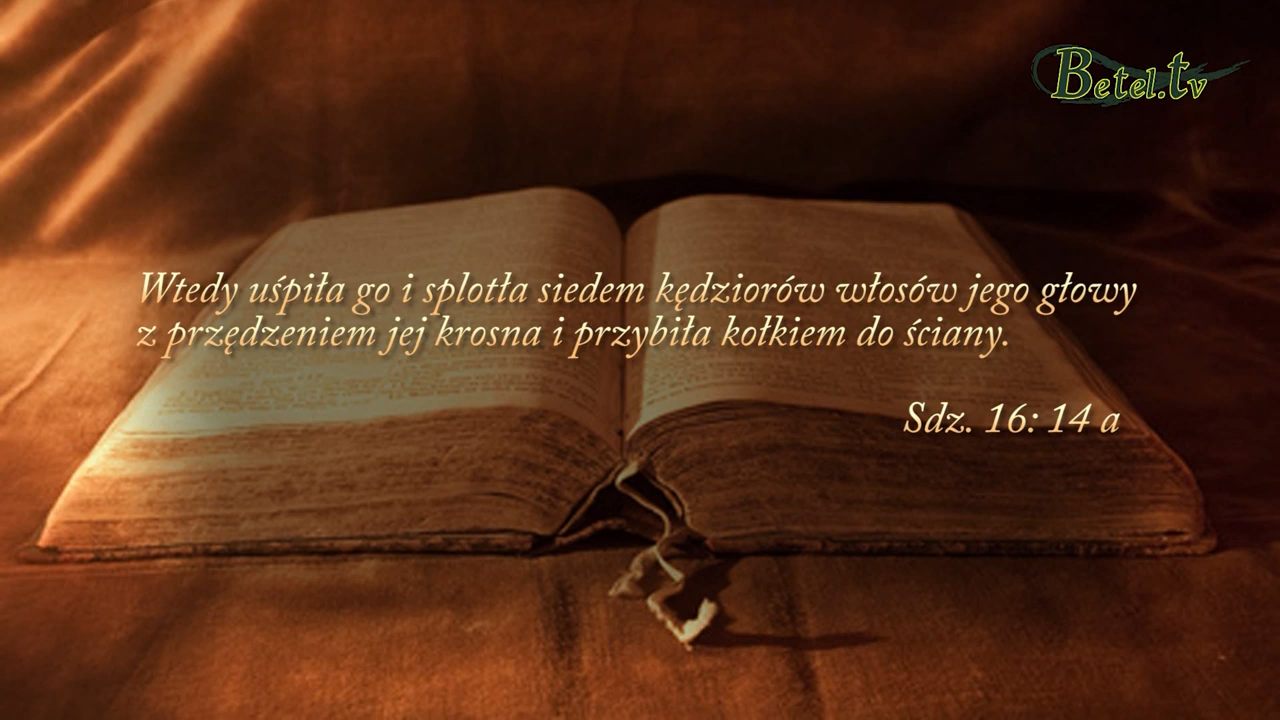 Betel.tv
Wtedy uśpiła go i splotła siedem kędziorów włosów jego głowy
z przędzeniem jej krosna i przybiła kołkiem do ściany.
Sdz. 16: 14 a